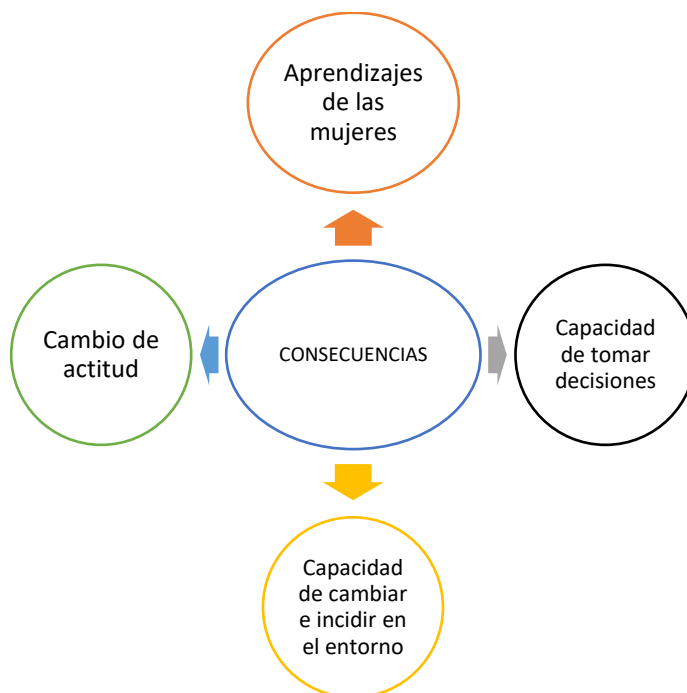 Aprendizajes
de las
mujeres
Cambio de
actitud
CONSECUENCIAS
Capacidad
de tomar
decisiones
Capacidad
de cambiar
e incidir en
el entorno